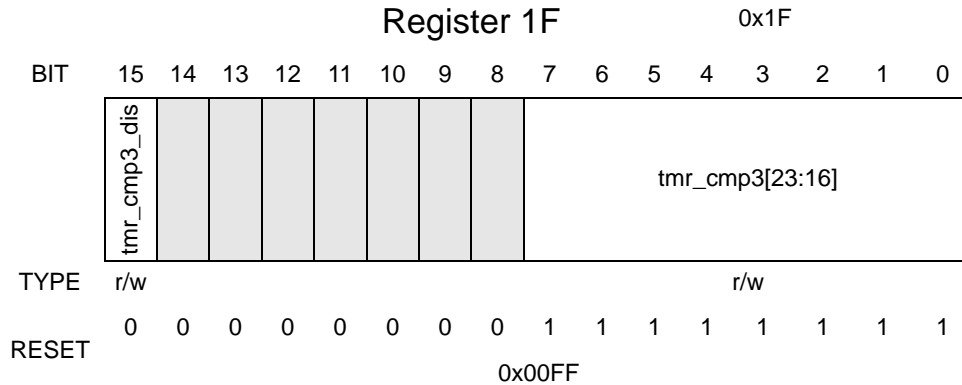 Register 1F 0x1F
BIT 15 14 13 12 11 10 9 8 7 6 5 4 3 2 1 0
tmr_cmp3_dis
tmr_cmp3[23:16]
TYPE r/w r/w
RESET 0 0 0 0 0 0 0 0 1 1 1 1 1 1 1 1
0x00FF